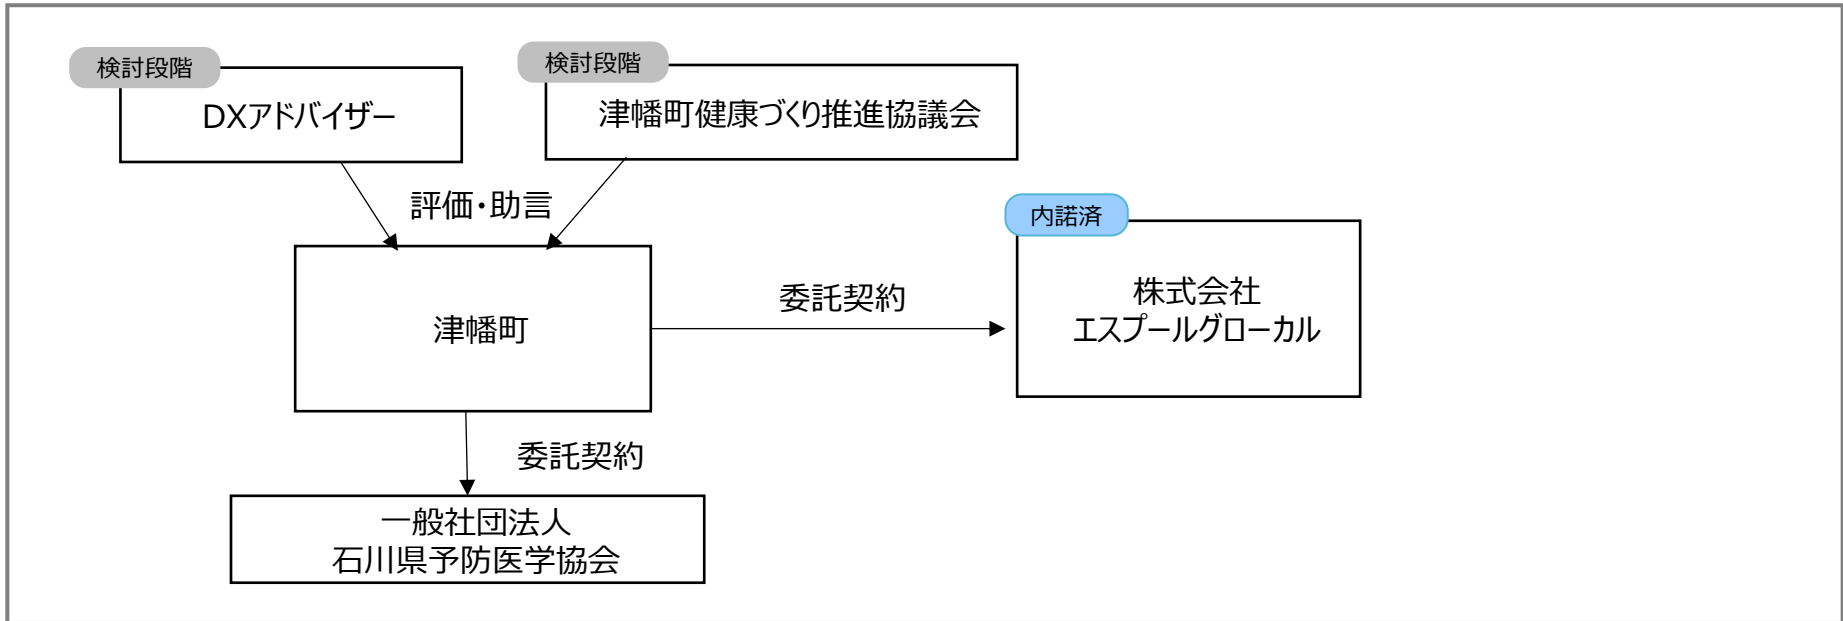 検討段階
DXアドバイザー
検討段階
津幡町健康づくり推進協議会
評価・助言
内諾済
津幡町
委託契約
株式会社
エスプールグローカル
委託契約
一般社団法人
石川県予防医学協会